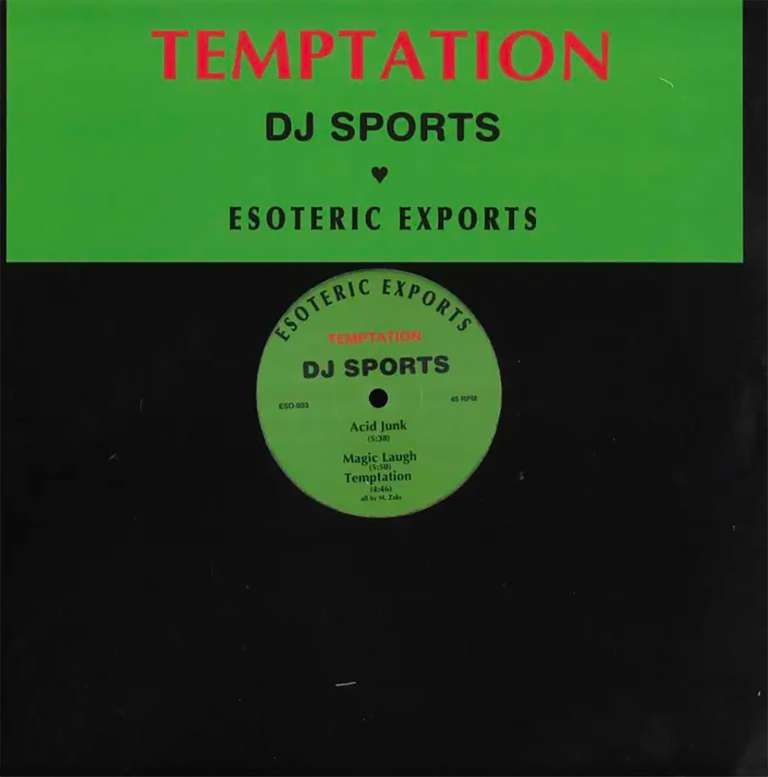 TEMPTATION
DJ SPORTS
♥
ESOTERIC EXPORTS
ESOTERIC EXPORTS
TEMPTATION
DJ SPORTS
ESO-003 45 RPM
Acid Junk
(5:38)
Magic Laugh
(5:50)
Temptation
(4:46)
all by M. Zaks